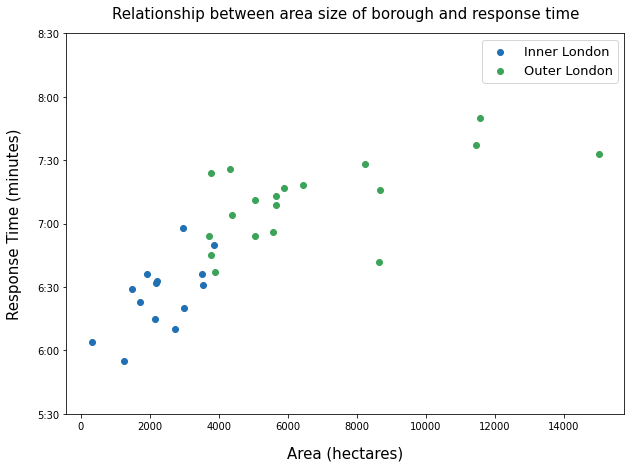 Relationship between area size of borough and response time
8:30
8:00
7:30
7:00
6:30
6:00
5:30
Response Time (minutes)
Inner London
Outer London
0 2000 4000 6000 8000 10000 12000 14000
Area (hectares)